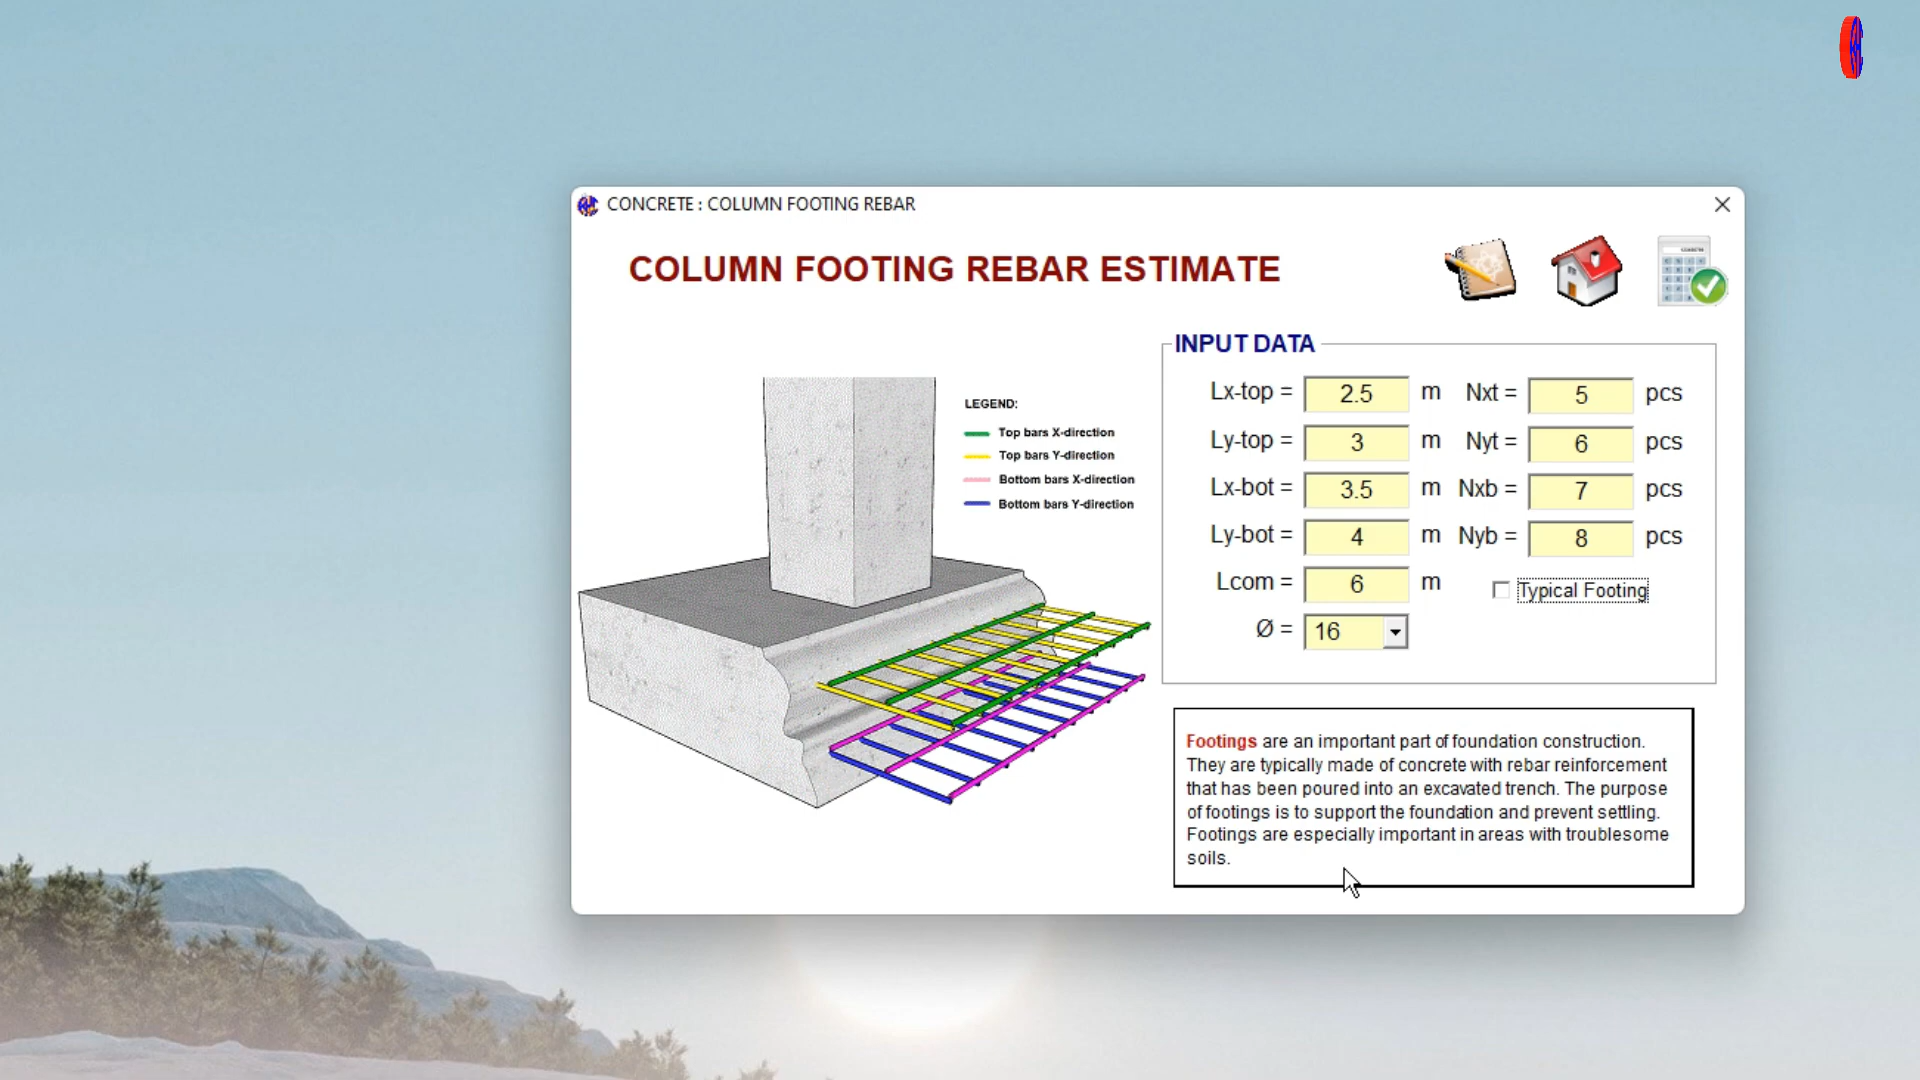 CONCRETE : COLUMN FOOTING REBAR
COLUMN FOOTING REBAR ESTIMATE
LEGEND:
Top bars X-direction
Top bars Y-direction
Bottom bars X-direction
Bottom bars Y-direction
INPUT DATA
Lx-top = 2.5 m Nxt = 5 pcs
Ly-top = 3 m Nyt = 6 pcs
Lx-bot = 3.5 m Nxb = 7 pcs
Ly-bot = 4 m Nyb = 8 pcs
Lcom = 6 m Typical Footing
Ø = 16
Footings are an important part of foundation construction.
They are typically made of concrete with rebar reinforcement
that has been poured into an excavated trench. The purpose
of footings is to support the foundation and prevent settling.
Footings are especially important in areas with troublesome
soils.